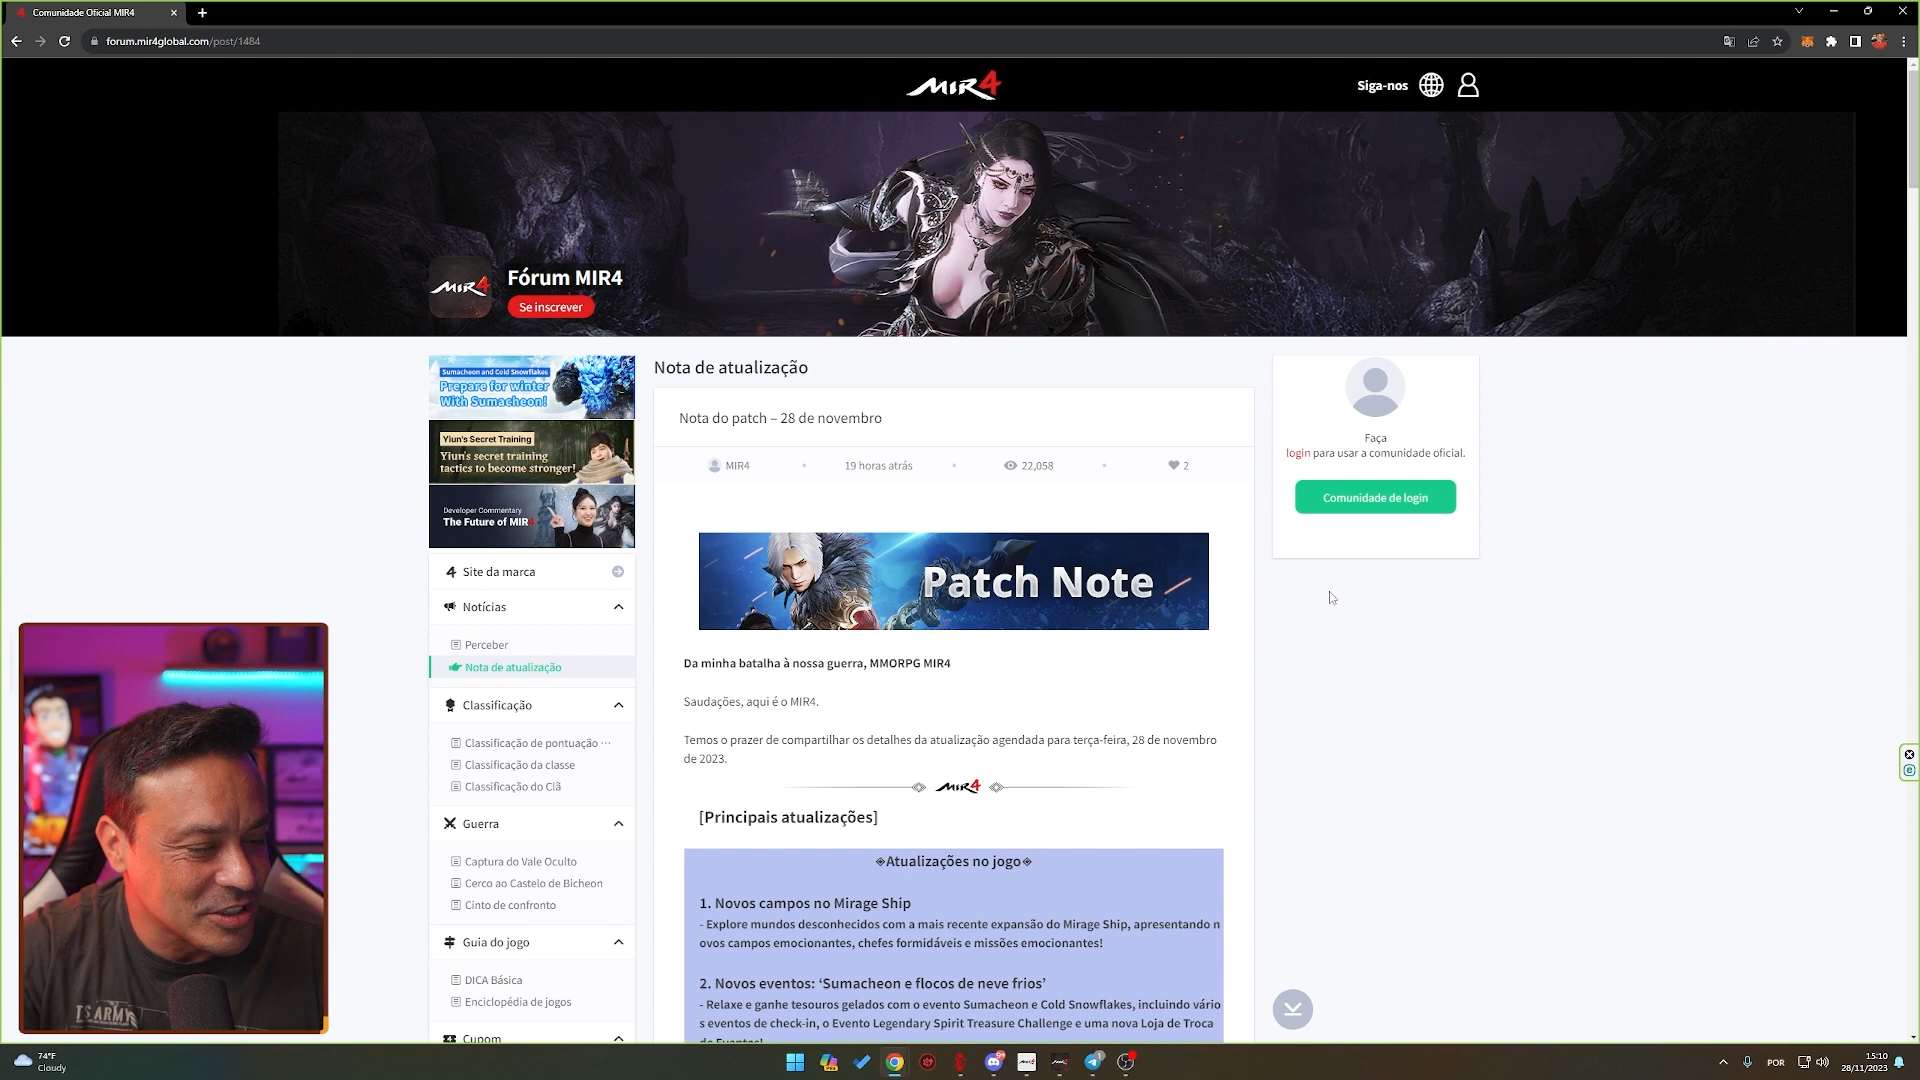 Comunidade Oficial MIR4
forum.mir4global.com/post/1484
MIR4
Siga-nos
MIR4
Fórum MIR4
Se inscrever
Sumacheon and Cold Snowflakes
Prepare for winter
With Sumacheon!
Yiun's Secret Training
Yiun's secret training
tactics to become stronger!
Developer Commentary
The Future of MIR4
Site da marca
Notícias
Perceber
Nota de atualização
Classificação
Classificação de pontuação ···
Classificação da classe
Classificação do Clã
Guerra
Captura do Vale Oculto
Cerco ao Castelo de Bicheon
Cinto de confronto
Guia do jogo
DICA Básica
Enciclopédia de jogos
Cupom
Nota de atualização
Nota do patch – 28 de novembro
MIR4
19 horas atrás
22,058
2
Patch Note
Da minha batalha à nossa guerra, MMORPG MIR4
Saudações, aqui é o MIR4.
Temos o prazer de compartilhar os detalhes da atualização agendada para terça-feira, 28 de novembro
de 2023.
MIR4
[Principais atualizações]
◈Atualizações no jogo◈
1. Novos campos no Mirage Ship
- Explore mundos desconhecidos com a mais recente expansão do Mirage Ship, apresentando n
ovos campos emocionantes, chefes formidáveis e missões emocionantes!
2. Novos eventos: ‘Sumacheon e flocos de neve frios’
- Relaxe e ganhe tesouros gelados com o evento Sumacheon e Cold Snowflakes, incluindo vário
s eventos de check-in, o Evento Legendary Spirit Treasure Challenge e uma nova Loja de Troca
de Eventos!
Faça
login para usar a comunidade oficial.
Comunidade de login
74°F
Cloudy
POR
15:10
28/11/2023